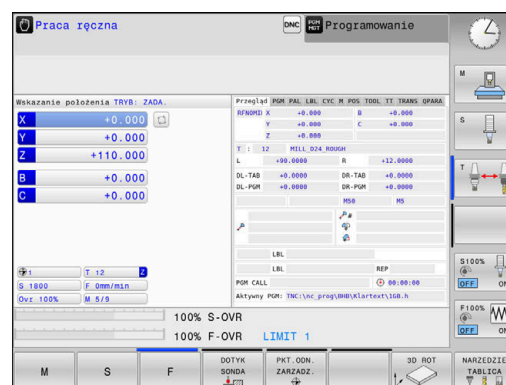 Praca ręczna
DNC
PGM MGT
Programowanie
Wskazanie położenia TRYB: ZADA.
X +0.000
Y +0.000
Z +110.000
B +0.000
C +0.000
1 T 12 Z
S 1800 F 0mm/min
Ovr 100% M 5/9
Przegląd PGM PAL LBL CYC M POS TOOL TT TRANS QPARA
RFNOMI X +0.000 B +0.000
Y +0.000 C +0.000
Z +0.000
T : 12 MILL_D24_ROUGH
L +90.0000 R +12.0000
DL-TAB +0.0000 DR-TAB +0.0000
DL-PGM +0.0000 DR-PGM +0.0000
M50 M5
LBL
LBL REP
PGM CALL 00:00:00
Aktywny PGM: TNC:\nc_prog\BHB\Klartext\1GB.h
100% S-OVR
100% F-OVR LIMIT 1
M
S
T
S100%
OFF ON
F100%
OFF ON
M
S
F
DOTYK SONDA
PKT.ODN. ZARZADZ.
3D ROT
NARZEDZIE TABLICA